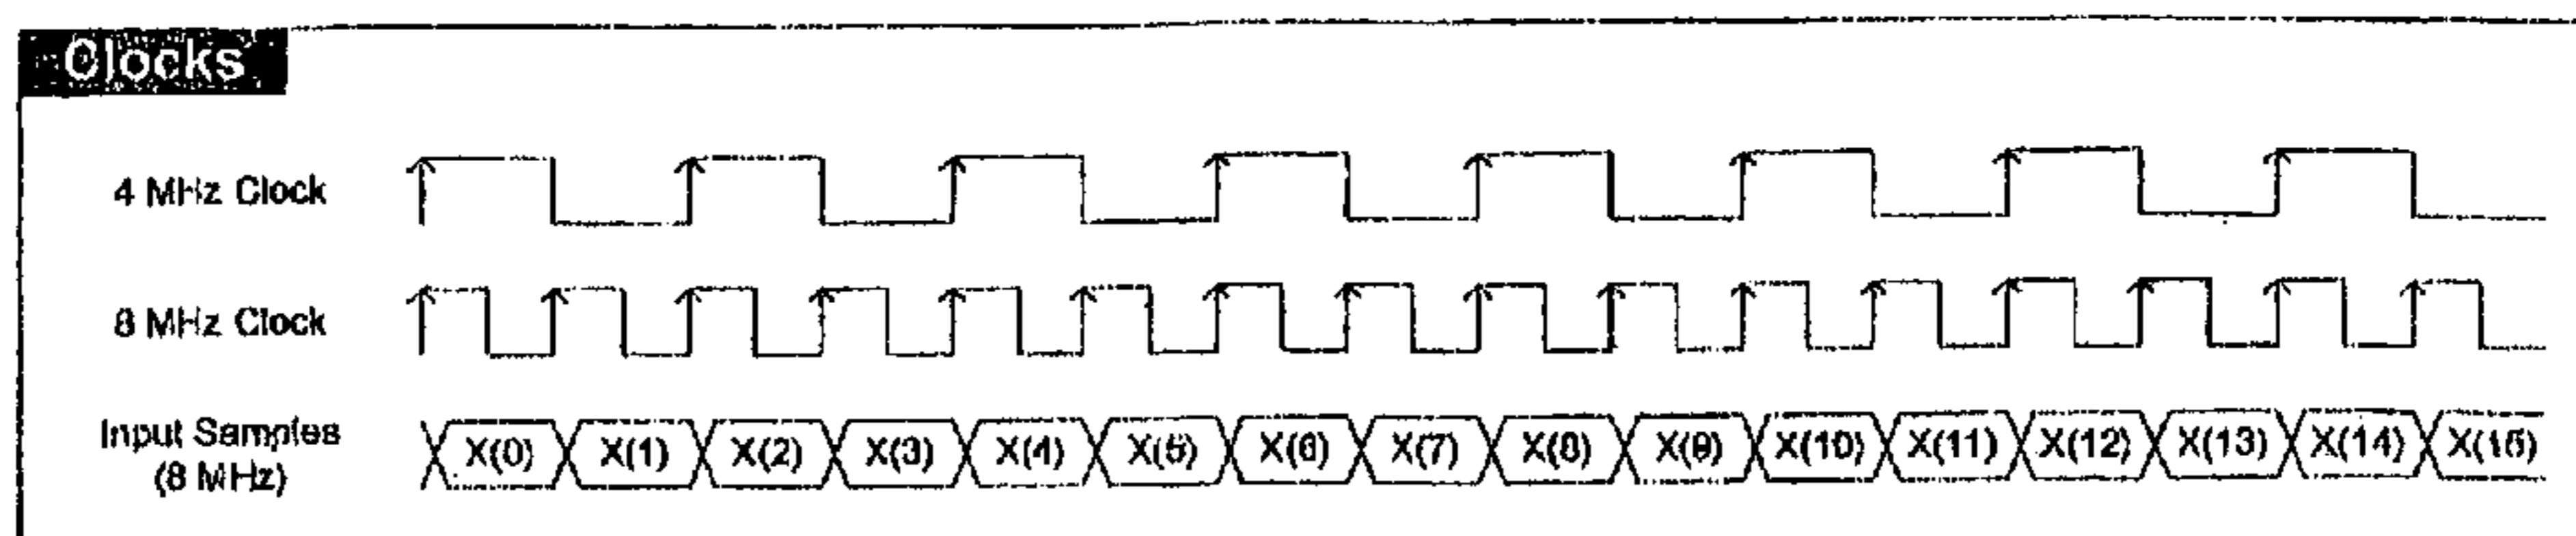 Clocks
4 MHz Clock
8 MHz Clock
Input Samples
(8 MHz)
X(0) X(1) X(2) X(3) X(4) X(5) X(6) X(7) X(8) X(9) X(10) X(11) X(12) X(13) X(14) X(15)